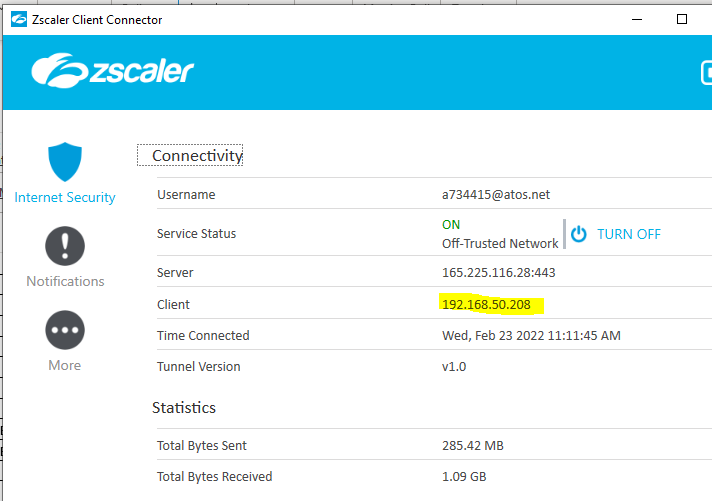 Zscaler Client Connector
zscaler
Connectivity
Internet Security
Username a734415@atos.net
Service Status ON
Off-Trusted Network TURN OFF
Notifications
Server 165.225.116.28:443
Client 192.168.50.208
Time Connected Wed, Feb 23 2022 11:11:45 AM
More
Tunnel Version v1.0
Statistics
Total Bytes Sent 285.42 MB
Total Bytes Received 1.09 GB